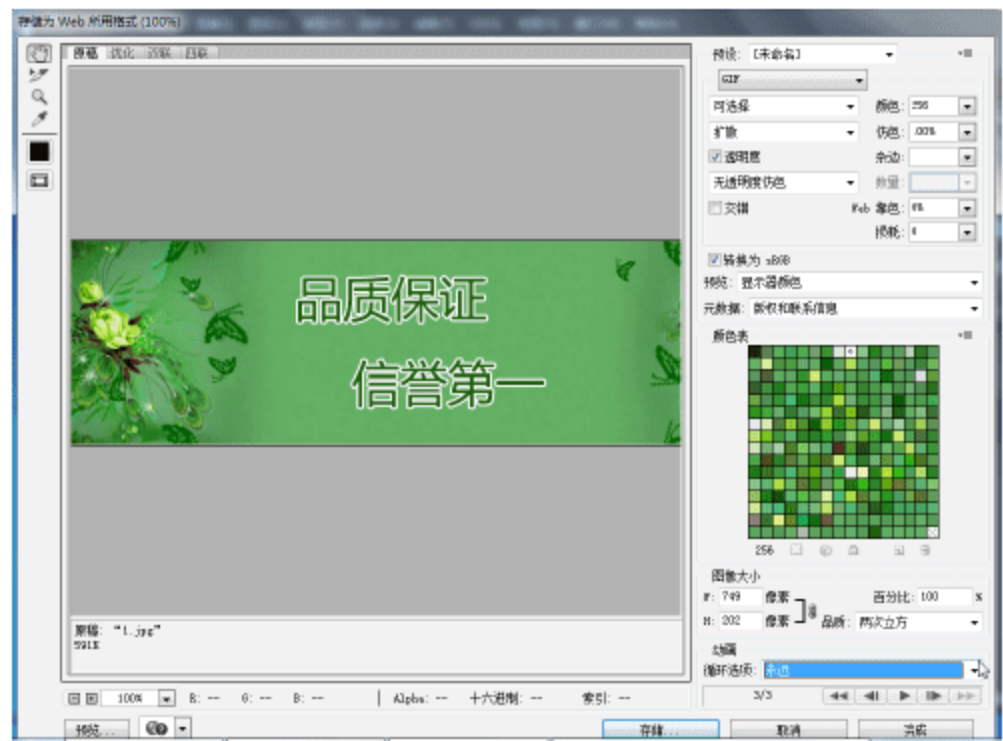 存储为 Web 所用格式 (100%)
原稿 优化 双联 四联
预设: [未命名]
GIF
可选择 颜色: 256
扩散 仿色: 100%
透明度 杂边:
无透明度仿色 数量:
交错 Web 靠色: 0%
损耗: 0
转换为 sRGB
预览: 显示器颜色
元数据: 版权和联系信息
颜色表
品质保证
信誉第一
256
图像大小
W: 749 像素 百分比: 100 %
H: 202 像素 品质: 两次立方
原稿: "1.jpg"
591K
动画
循环选项:
3/3
100% R: -- G: -- B: -- Alpha: -- 十六进制: -- 索引: --
预览... 存储... 取消 完成